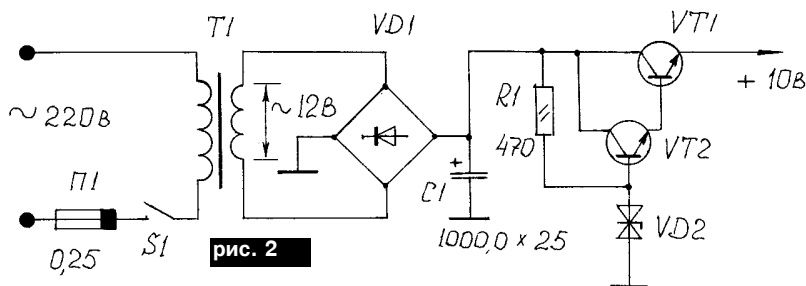 T1
VD1
VT1
~220в
~12в
R1
470
+10в
VT2
П1
0,25
S1
рис. 2
+
C1
1000,0 × 25
VD2